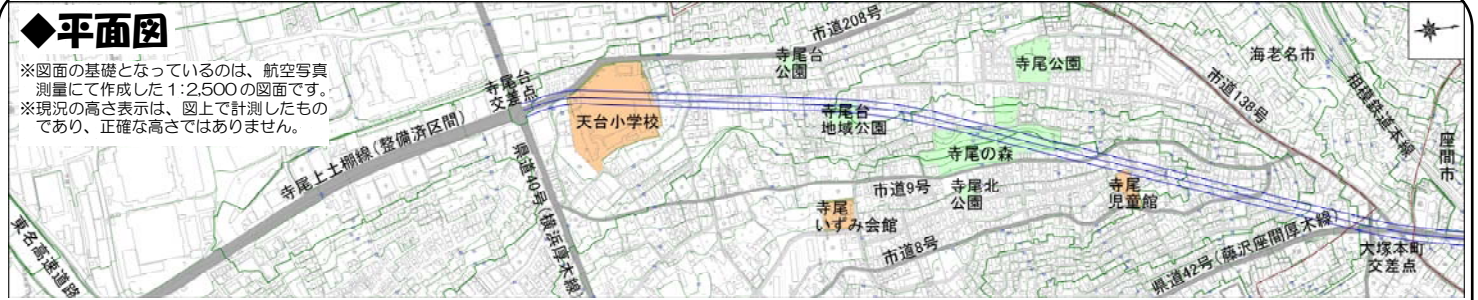 ◆平面図
※図面の基礎となっているのは、航空写真
測量にて作成した1:2,500の図面です。
※現況の高さ表示は、図上で計測したもの
であり、正確な高さではありません。
市道208号
寺尾台
公園
寺尾公園
海老名市
市道138号
相模鉄道本線
座間市
寺尾台
交差点
天台小学校
寺尾台
地域公園
寺尾の森
寺尾上土棚線(整備済区間)
県道40号(横浜厚木線)
市道9号
寺尾北
公園
寺尾
児童館
寺尾
いずみ会館
市道8号
県道42号(藤沢座間厚木線)
大塚本町
交差点
東名高速道路